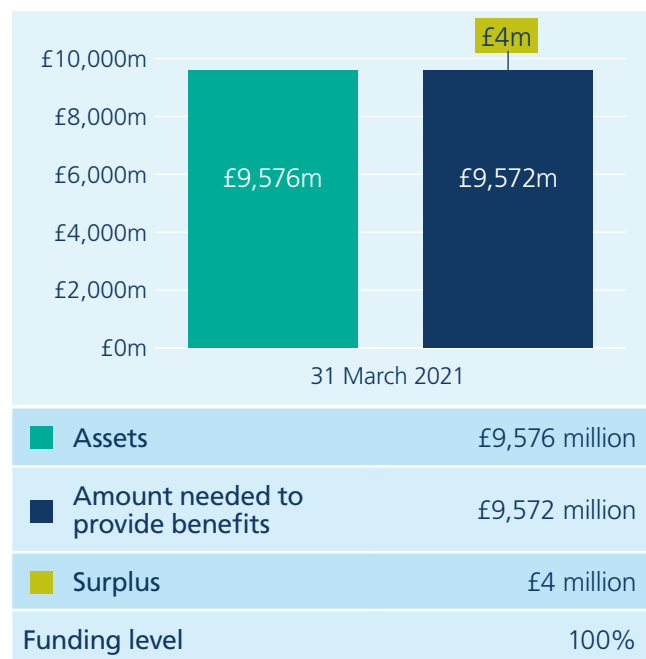 £4m
£10,000m
£8,000m
£6,000m
£9,576m
£9,572m
£4,000m
£2,000m
£0m
31 March 2021
Assets £9,576 million
Amount needed to
provide benefits £9,572 million
Surplus £4 million
Funding level 100%